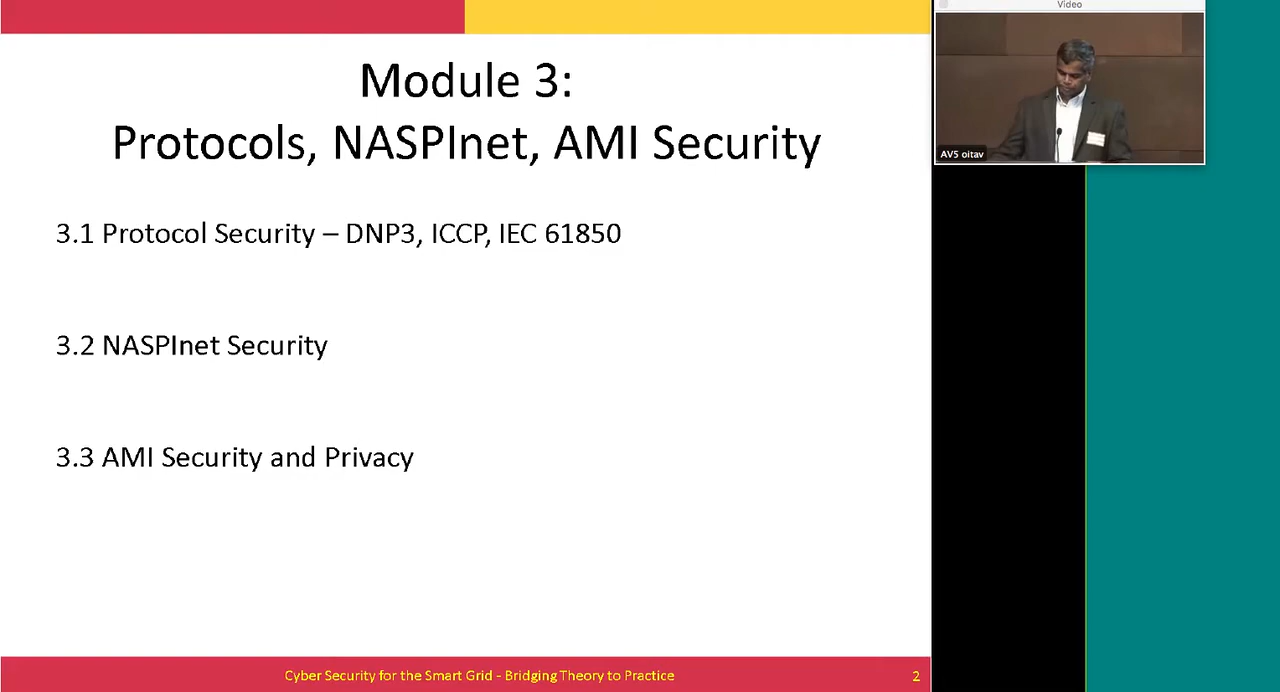 Module 3:
Protocols, NASPInet, AMI Security
3.1 Protocol Security – DNP3, ICCP, IEC 61850
3.2 NASPInet Security
3.3 AMI Security and Privacy
Cyber Security for the Smart Grid - Bridging Theory to Practice
2
Video
AV5 oitav